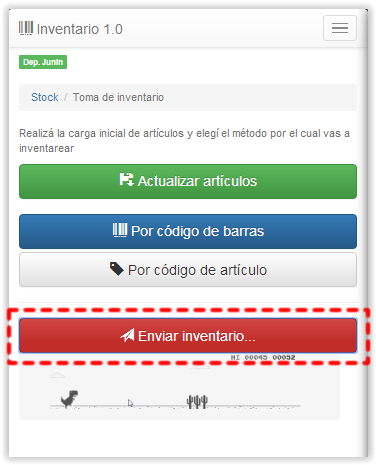 Inventario 1.0
Dep. Junin
Stock / Toma de inventario
Realizá la carga inicial de artículos y elegí el método por el cual vas a
inventarear
Actualizar artículos
Por código de barras
Por código de artículo
Enviar inventario...
HI 00045 00052